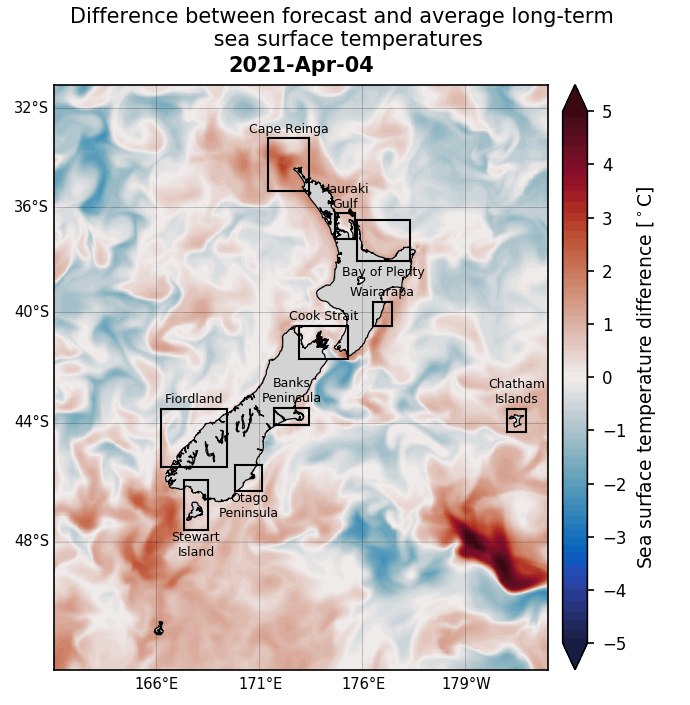 Difference between forecast and average long-term
sea surface temperatures
2021-Apr-04
32°S
36°S
40°S
44°S
48°S
Cape Reinga
Hauraki
Gulf
Bay of Plenty
Wairarapa
Cook Strait
Banks
Peninsula
Fiordland
Chatham
Islands
Otago
Peninsula
Stewart
Island
166°E
171°E
176°E
179°W
5
4
3
2
1
0
−1
−2
−3
−4
−5
Sea surface temperature difference [°C]